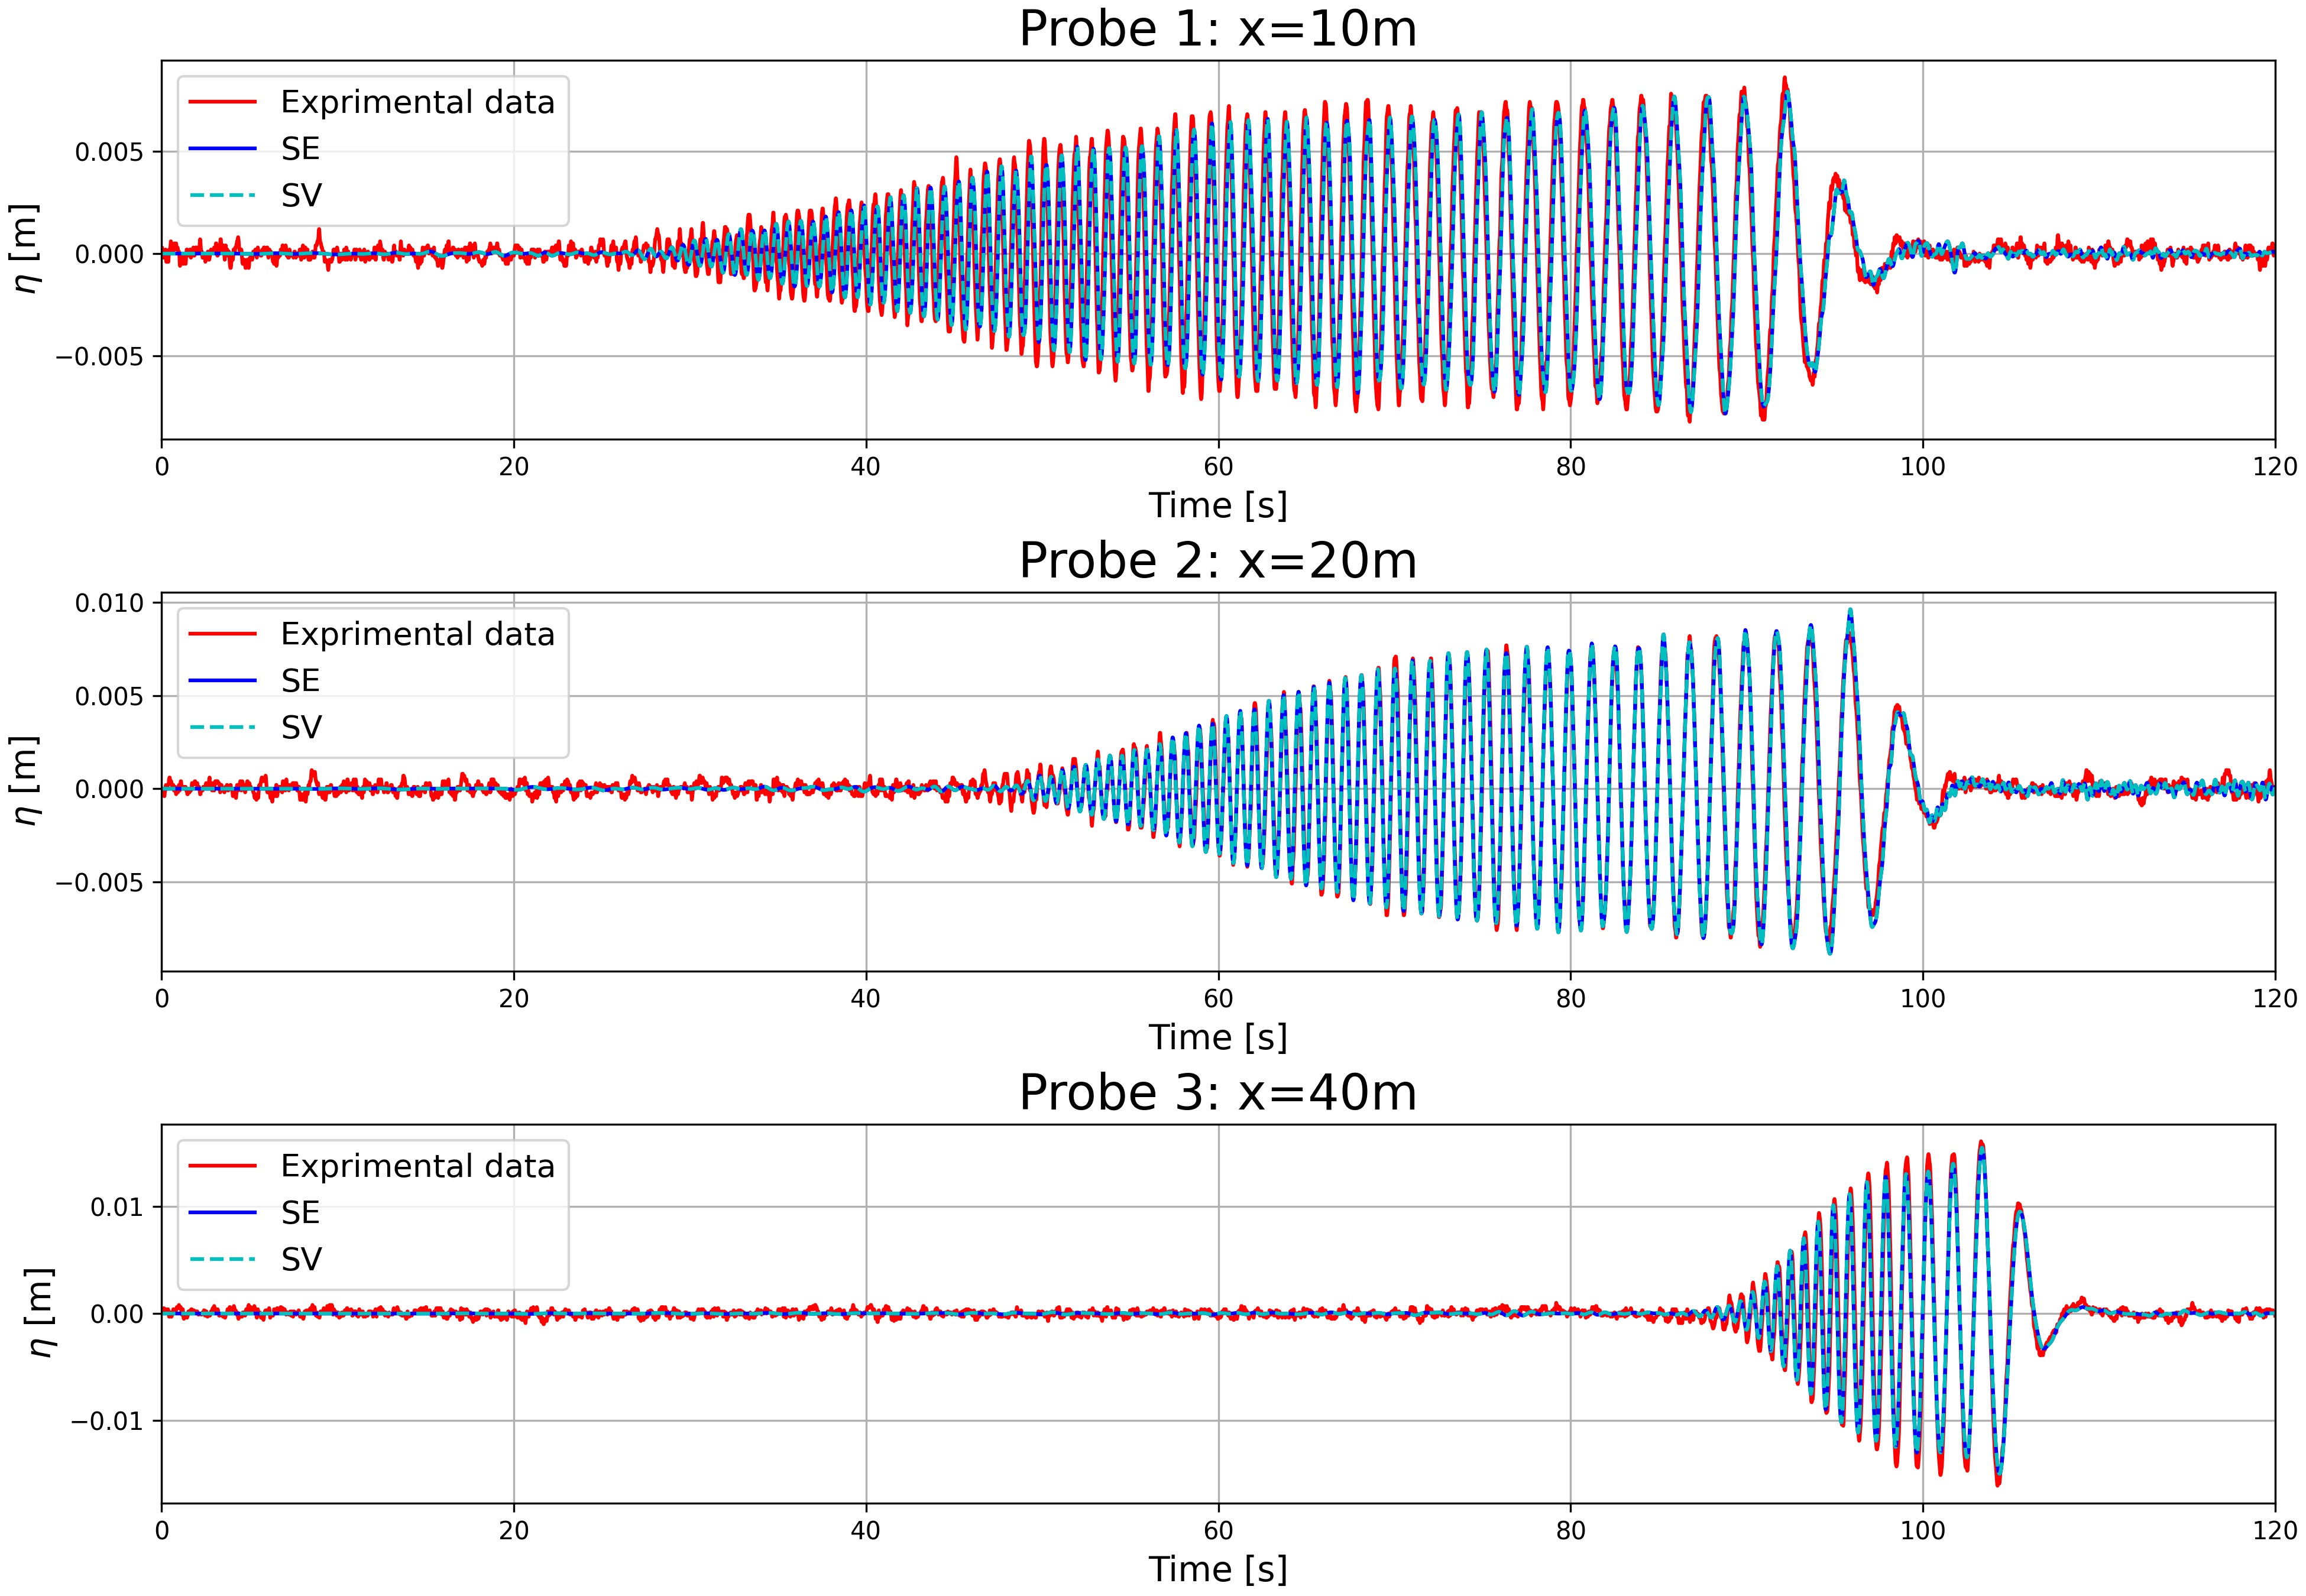 Probe 1: x=10m
Exprimental data
SE
SV
0.005
0.000
−0.005
η [m]
0 20 40 60 80 100 120
Time [s]
Probe 2: x=20m
Exprimental data
SE
SV
0.010
0.005
0.000
−0.005
η [m]
0 20 40 60 80 100 120
Time [s]
Probe 3: x=40m
Exprimental data
SE
SV
0.01
0.00
−0.01
η [m]
0 20 40 60 80 100 120
Time [s]